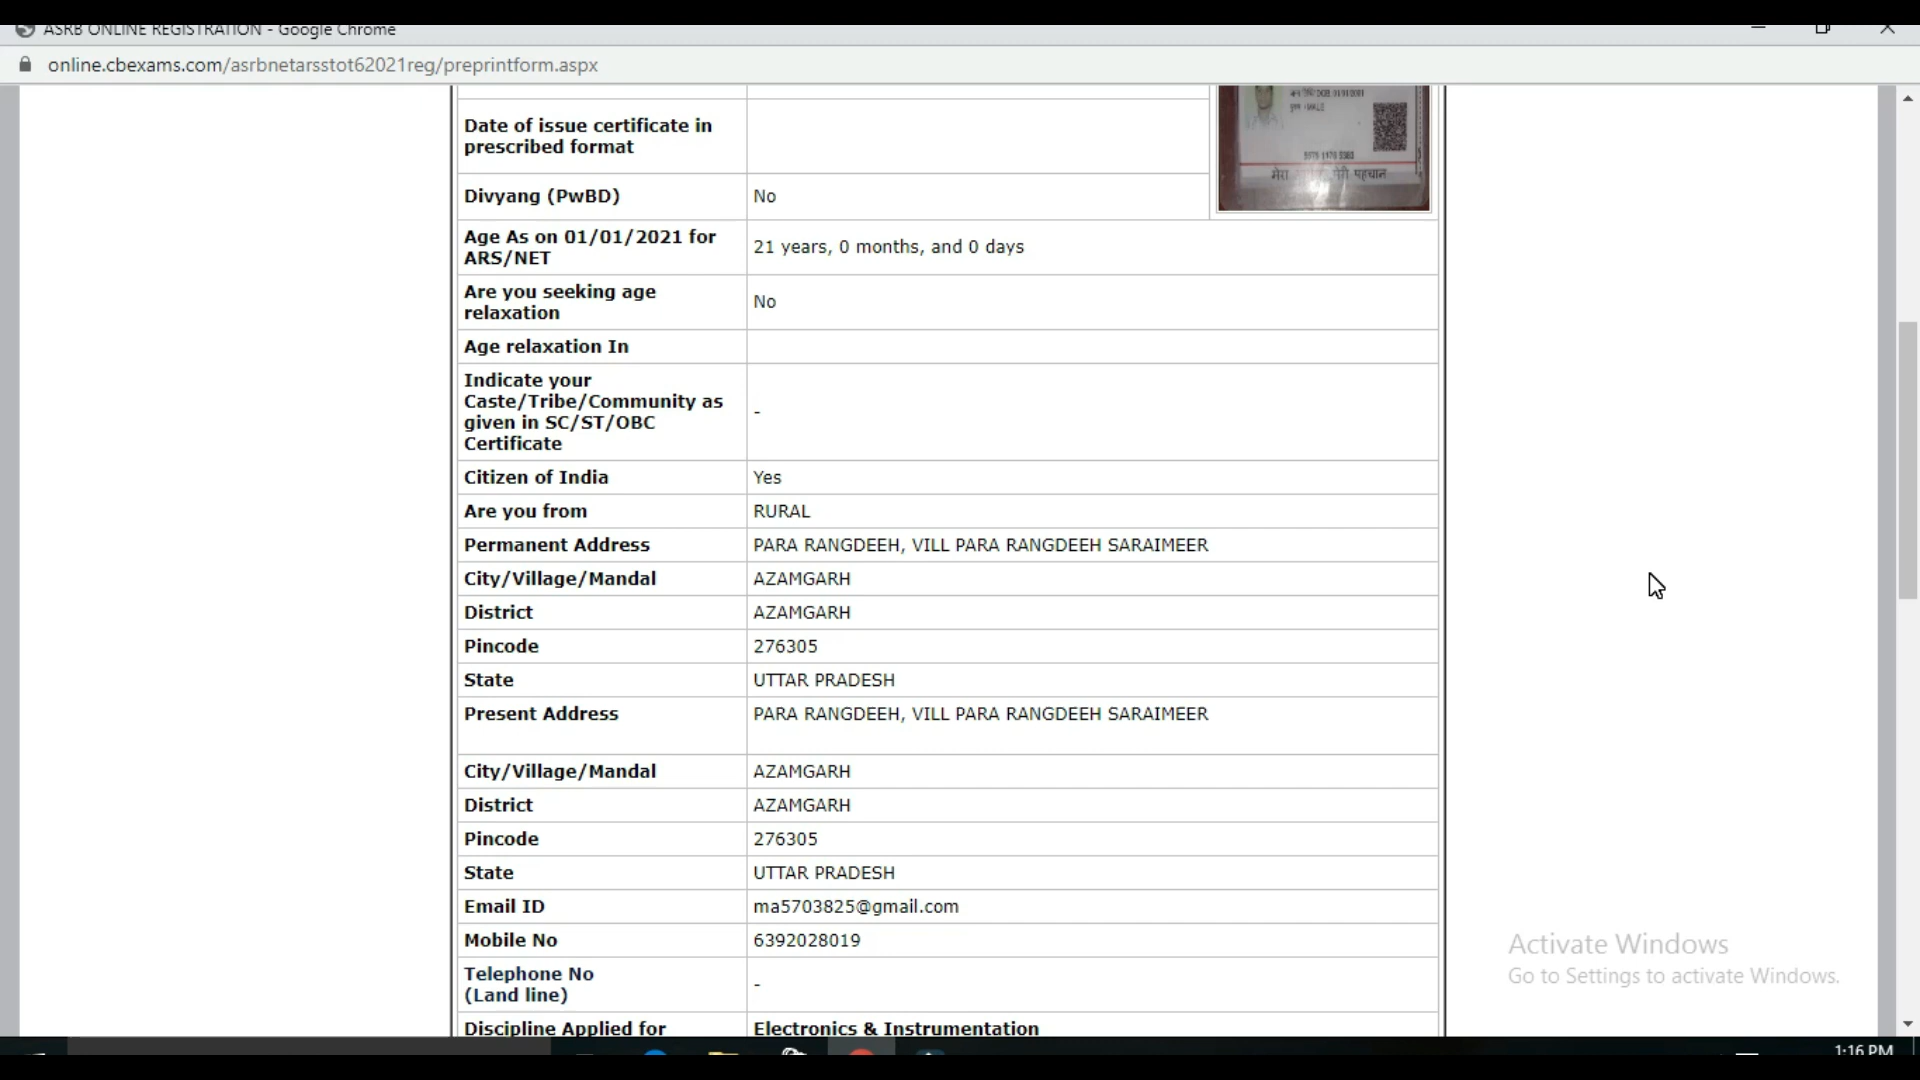 ASRB ONLINE REGISTRATION - Google Chrome
online.cbexams.com/asrbnetarsstot62021reg/preprintform.aspx
Date of issue certificate in
prescribed format
MALE
मेरा
मेरी पहचान
Divyang (PwBD)
No
Age As on 01/01/2021 for
ARS/NET
21 years, 0 months, and 0 days
Are you seeking age
relaxation
No
Age relaxation In
Indicate your
Caste/Tribe/Community as
given in SC/ST/OBC
Certificate
-
Citizen of India
Yes
Are you from
RURAL
Permanent Address
PARA RANGDEEH, VILL PARA RANGDEEH SARAIMEER
City/Village/Mandal
AZAMGARH
District
AZAMGARH
Pincode
276305
State
UTTAR PRADESH
Present Address
PARA RANGDEEH, VILL PARA RANGDEEH SARAIMEER
City/Village/Mandal
AZAMGARH
District
AZAMGARH
Pincode
276305
State
UTTAR PRADESH
Email ID
ma5703825@gmail.com
Mobile No
6392028019
Telephone No
(Land line)
-
Discipline Applied for
Electronics & Instrumentation
Activate Windows
Go to Settings to activate Windows.
1:16 PM